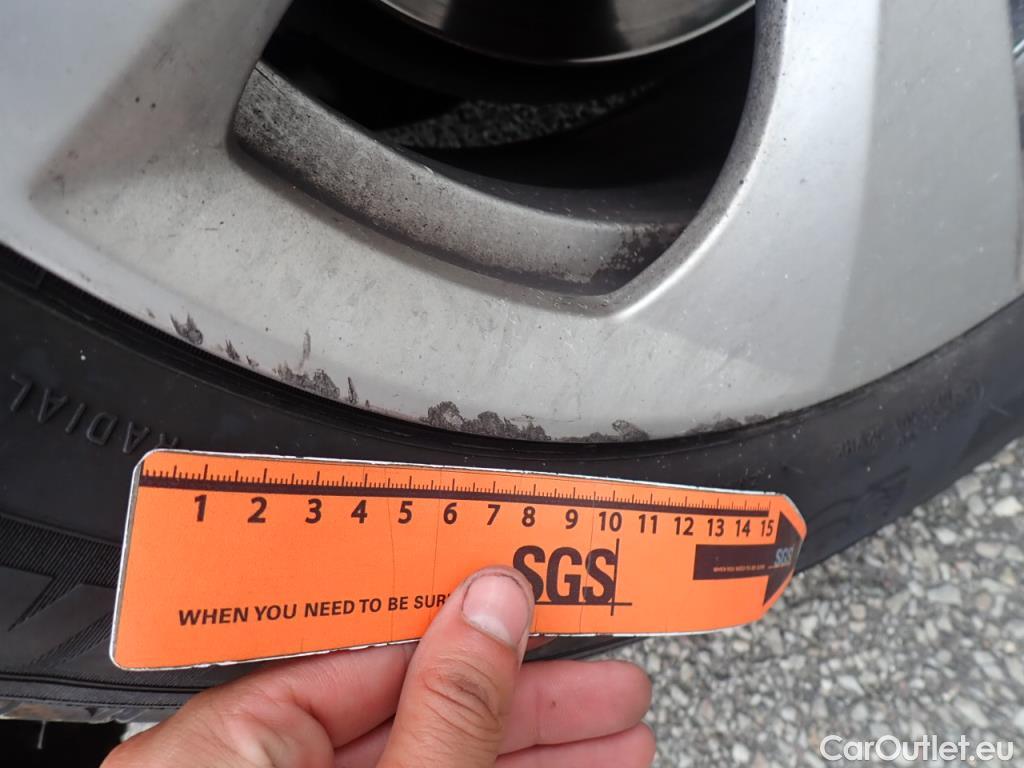 RADIAL
1 2 3 4 5 6 7 8 9 10 11 12 13 14 15
SGS
SGS
WHEN YOU NEED TO BE SUR
CarOutlet.eu